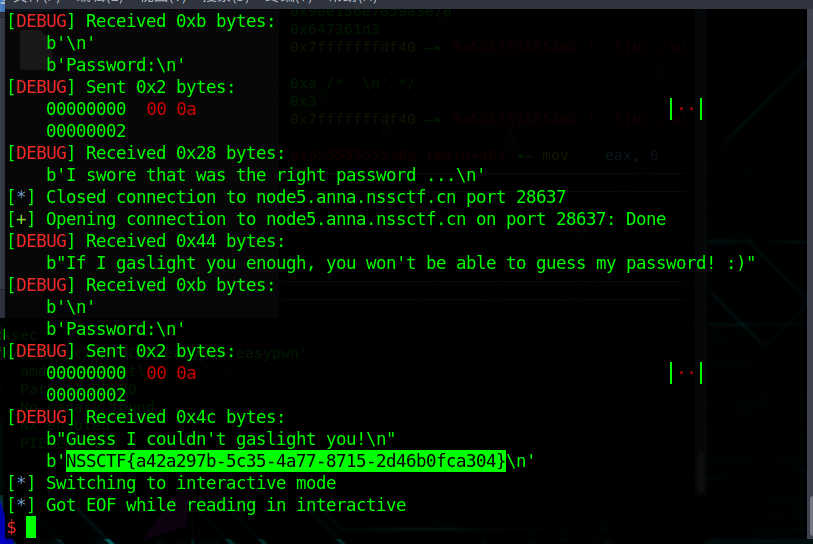 [DEBUG] Received 0xb bytes:
b'\n'
b'Password:\n'
[DEBUG] Sent 0x2 bytes:
00000000  00 0a  |··|
00000002
[DEBUG] Received 0x28 bytes:
b'I swore that was the right password ...\n'
[*] Closed connection to node5.anna.nssctf.cn port 28637
[+] Opening connection to node5.anna.nssctf.cn on port 28637: Done
[DEBUG] Received 0x44 bytes:
b"If I gaslight you enough, you won't be able to guess my password! :)"
[DEBUG] Received 0xb bytes:
b'\n'
b'Password:\n'
[DEBUG] Sent 0x2 bytes:
00000000  00 0a  |··|
00000002
[DEBUG] Received 0x4c bytes:
b"Guess I couldn't gaslight you!\n"
b'NSSCTF{a42a297b-5c35-4a77-8715-2d46b0fca304}\n'
[*] Switching to interactive mode
[*] Got EOF while reading in interactive
$